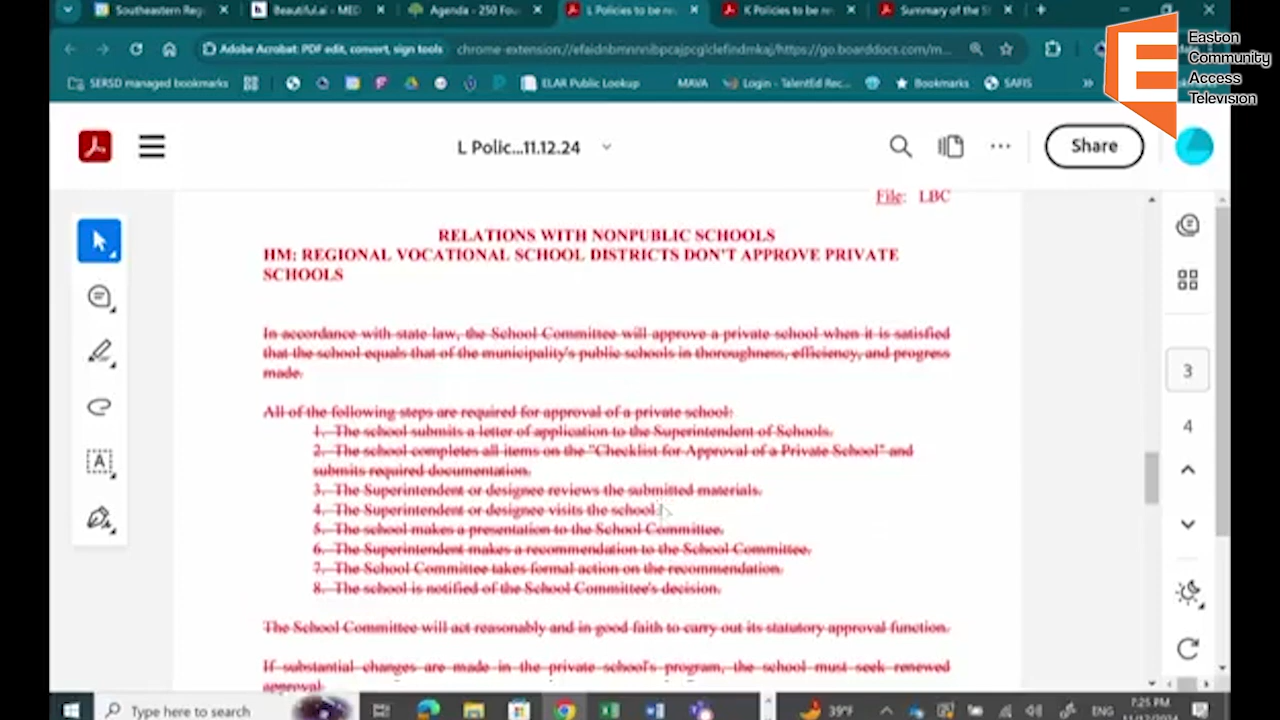 Southeastern Reg
Beautiful.ai - MED
Agenda - 250 Fou
L Policies to be re
K Policies to be re
Summary of the S
Adobe Acrobat: PDF edit, convert, sign tools
chrome-extension://efaidnbmnnnibpcajpcglclefindmkaj/https://go.boarddocs.com/m...
SERSD managed bookmarks
ELAR Public Lookup
MAVA
Login - TalentEd Rec...
Bookmarks
SAFIS
Easton
Community
Access
Television
L Polic...11.12.24
Share
File: LBC
RELATIONS WITH NONPUBLIC SCHOOLS
HM: REGIONAL VOCATIONAL SCHOOL DISTRICTS DON'T APPROVE PRIVATE
SCHOOLS
In accordance with state law, the School Committee will approve a private school when it is satisfied
that the school equals that of the municipality's public schools in thoroughness, efficiency, and progress
made.
All of the following steps are required for approval of a private school:
1. The school submits a letter of application to the Superintendent of Schools.
2. The school completes all items on the "Checklist for Approval of a Private School" and
submits required documentation.
3. The Superintendent or designee reviews the submitted materials.
4. The Superintendent or designee visits the school.
5. The school makes a presentation to the School Committee.
6. The Superintendent makes a recommendation to the School Committee.
7. The School Committee takes formal action on the recommendation.
8. The school is notified of the School Committee's decision.
The School Committee will act reasonably and in good faith to carry out its statutory approval function.
If substantial changes are made in the private school's program, the school must seek renewed
approval.
3
4
Type here to search
39°F
ENG
7:25 PM